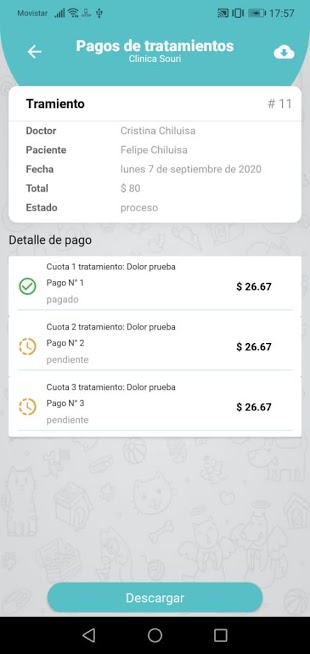 Movistar 17:57
Pagos de tratamientos
Clinica Souri
Tramiento # 11
Doctor Cristina Chiluisa
Paciente Felipe Chiluisa
Fecha lunes 7 de septiembre de 2020
Total $ 80
Estado proceso
Detalle de pago
Cuota 1 tratamiento: Dolor prueba
Pago N° 1 $ 26.67
pagado
Cuota 2 tratamiento: Dolor prueba
Pago N° 2 $ 26.67
pendiente
Cuota 3 tratamiento: Dolor prueba
Pago N° 3 $ 26.67
pendiente
Descargar